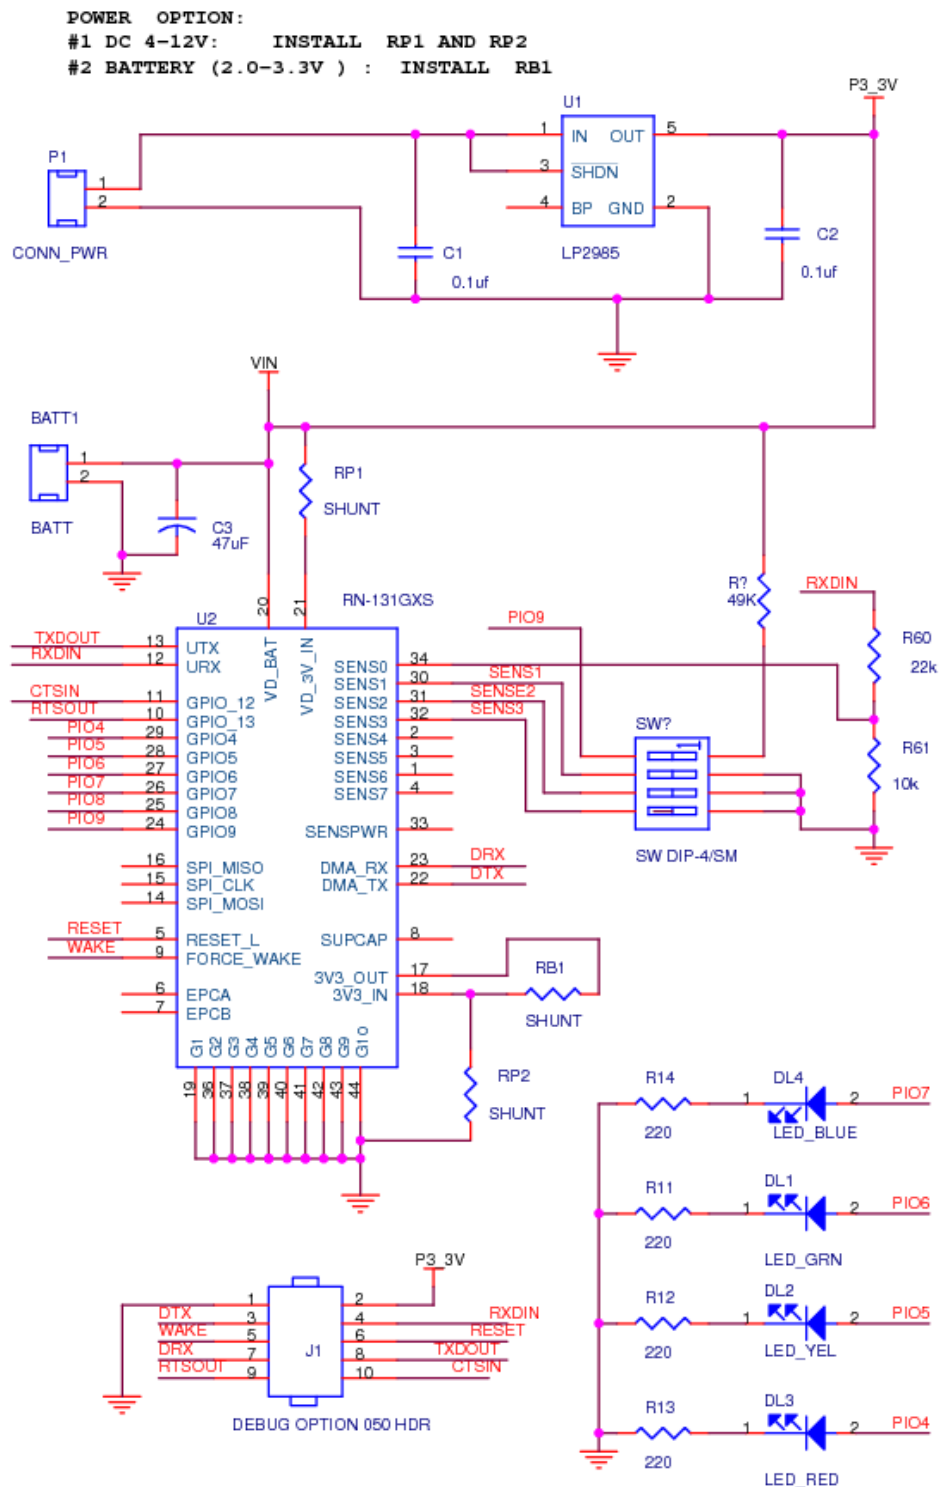 POWER OPTION:
#1 DC 4-12V: INSTALL RP1 AND RP2
#2 BATTERY (2.0-3.3V ) : INSTALL RB1
P3_3V
U1
1 IN OUT 5
P1
1
3 SHDN
2
4 BP GND 2
CONN_PWR
C1
LP2985
C2
0.1uf
0.1uf
VIN
BATT1
1
RP1
2
SHUNT
BATT
C3
47uF
R?
49K
RXDIN
20
21
RN-131GXS
U2
PIO9
R60
22k
VD_BAT
VD_3V_IN
TXDOUT 13 UTX
RXDIN 12 URX
SENS0 34
SENS1 30 SENS1
CTSIN 11 GPIO_12
SENS2 31 SENSE2
RTSOUT 10 GPIO_13
SENS3 32 SENS3
PIO4 29 GPIO4
SENS4 2
PIO5 28 GPIO5
SENS5 3
PIO6 27 GPIO6
SENS6 1
PIO7 26 GPIO7
SENS7 4
PIO8 25 GPIO8
PIO9 24 GPIO9
SENSPWR 33
SW?
1
R61
10k
SW DIP-4/SM
16 SPI_MISO
DMA_RX 23 DRX
15 SPI_CLK
DMA_TX 22 DTX
14 SPI_MOSI
RESET 5 RESET_L
SUPCAP 8
WAKE 9 FORCE_WAKE
3V3_OUT 17
6 EPCA
3V3_IN 18
7 EPCB
RB1
SHUNT
G1 G2 G3 G4 G5 G6 G7 G8 G9 G10
19 36 37 38 39 40 41 42 43 44
RP2
SHUNT
R14
DL4
1 2 PIO7
220
LED_BLUE
R11
DL1
1 2 PIO6
220
LED_GRN
R12
DL2
1 2 PIO5
220
LED_YEL
R13
DL3
1 2 PIO4
220
LED_RED
P3_3V
1 2
DTX 3 4 RXDIN
WAKE 5 6 RESET
DRX 7 J1 8 TXDOUT
RTSOUT 9 10 CTSIN
DEBUG OPTION 050 HDR